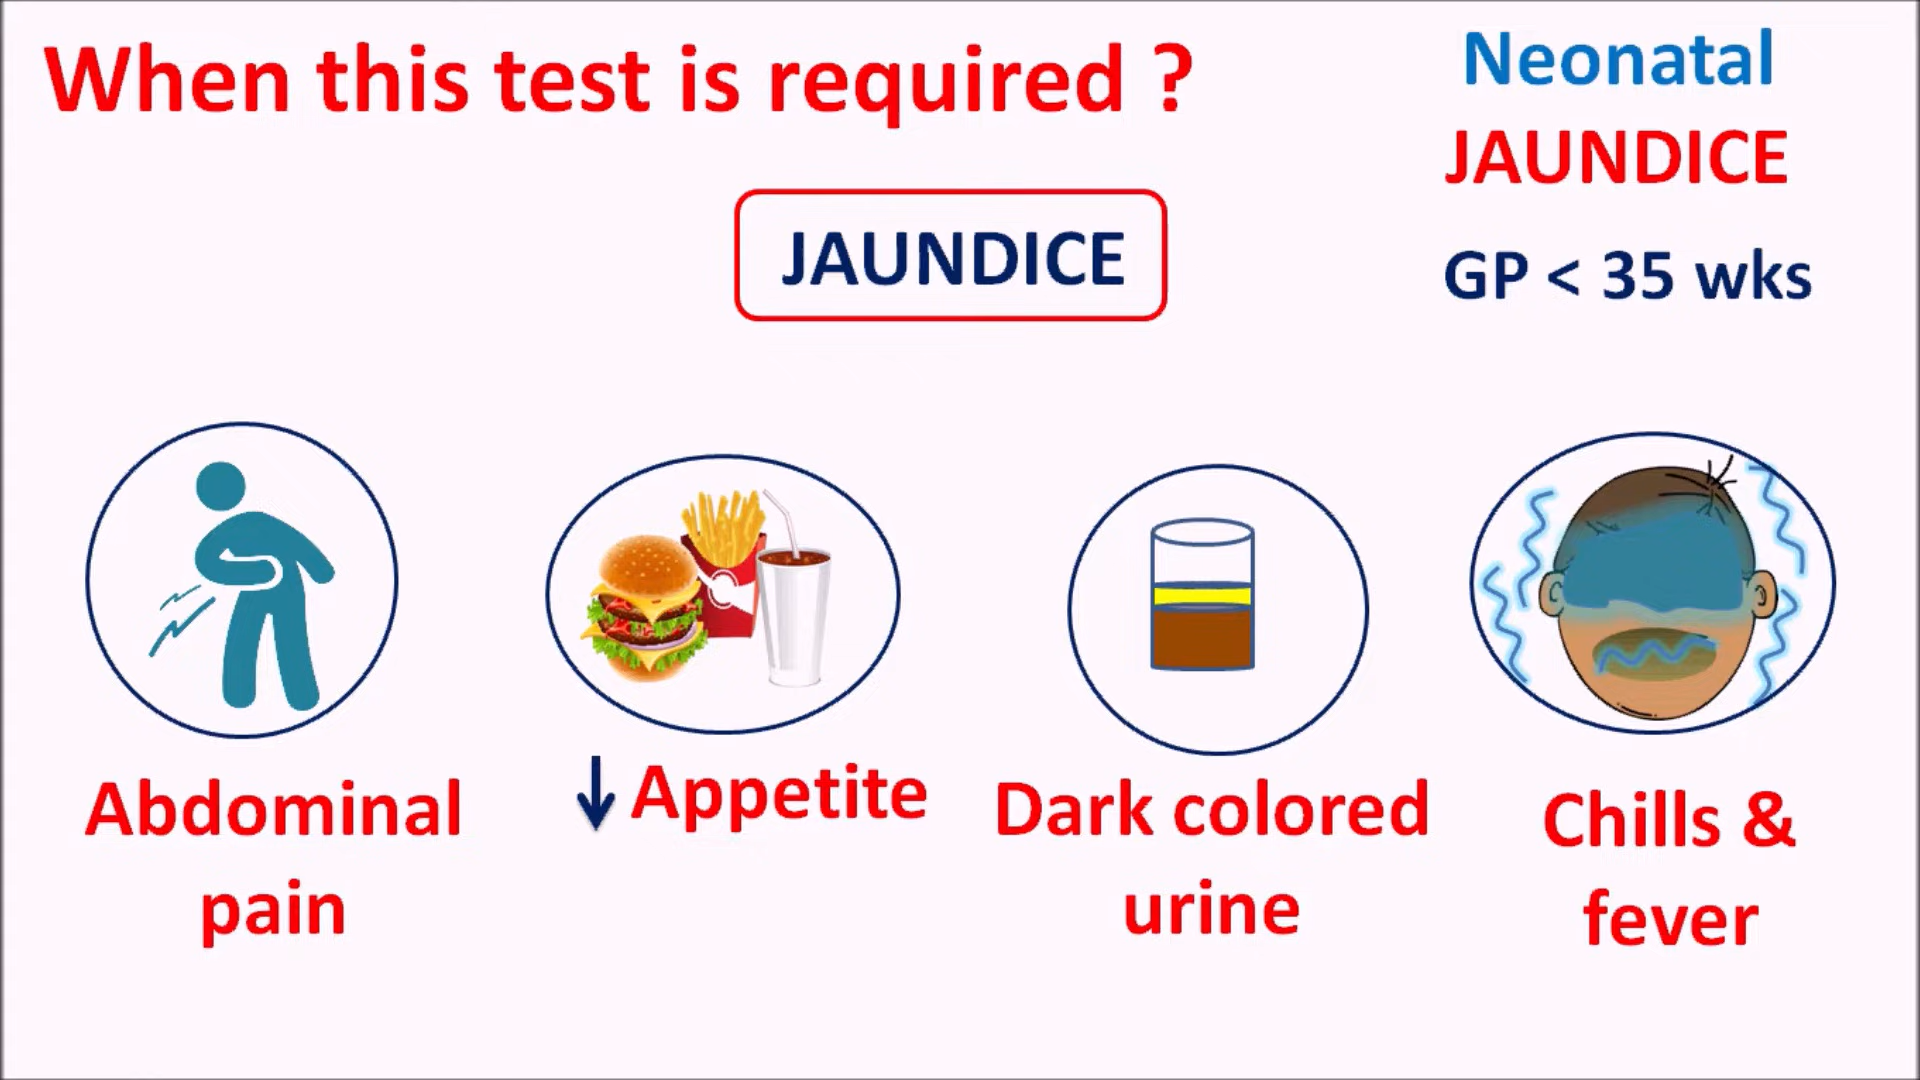 When this test is required ?
Neonatal
JAUNDICE
GP < 35 wks
JAUNDICE
Abdominal
pain
↓ Appetite
Dark colored
urine
Chills &
fever